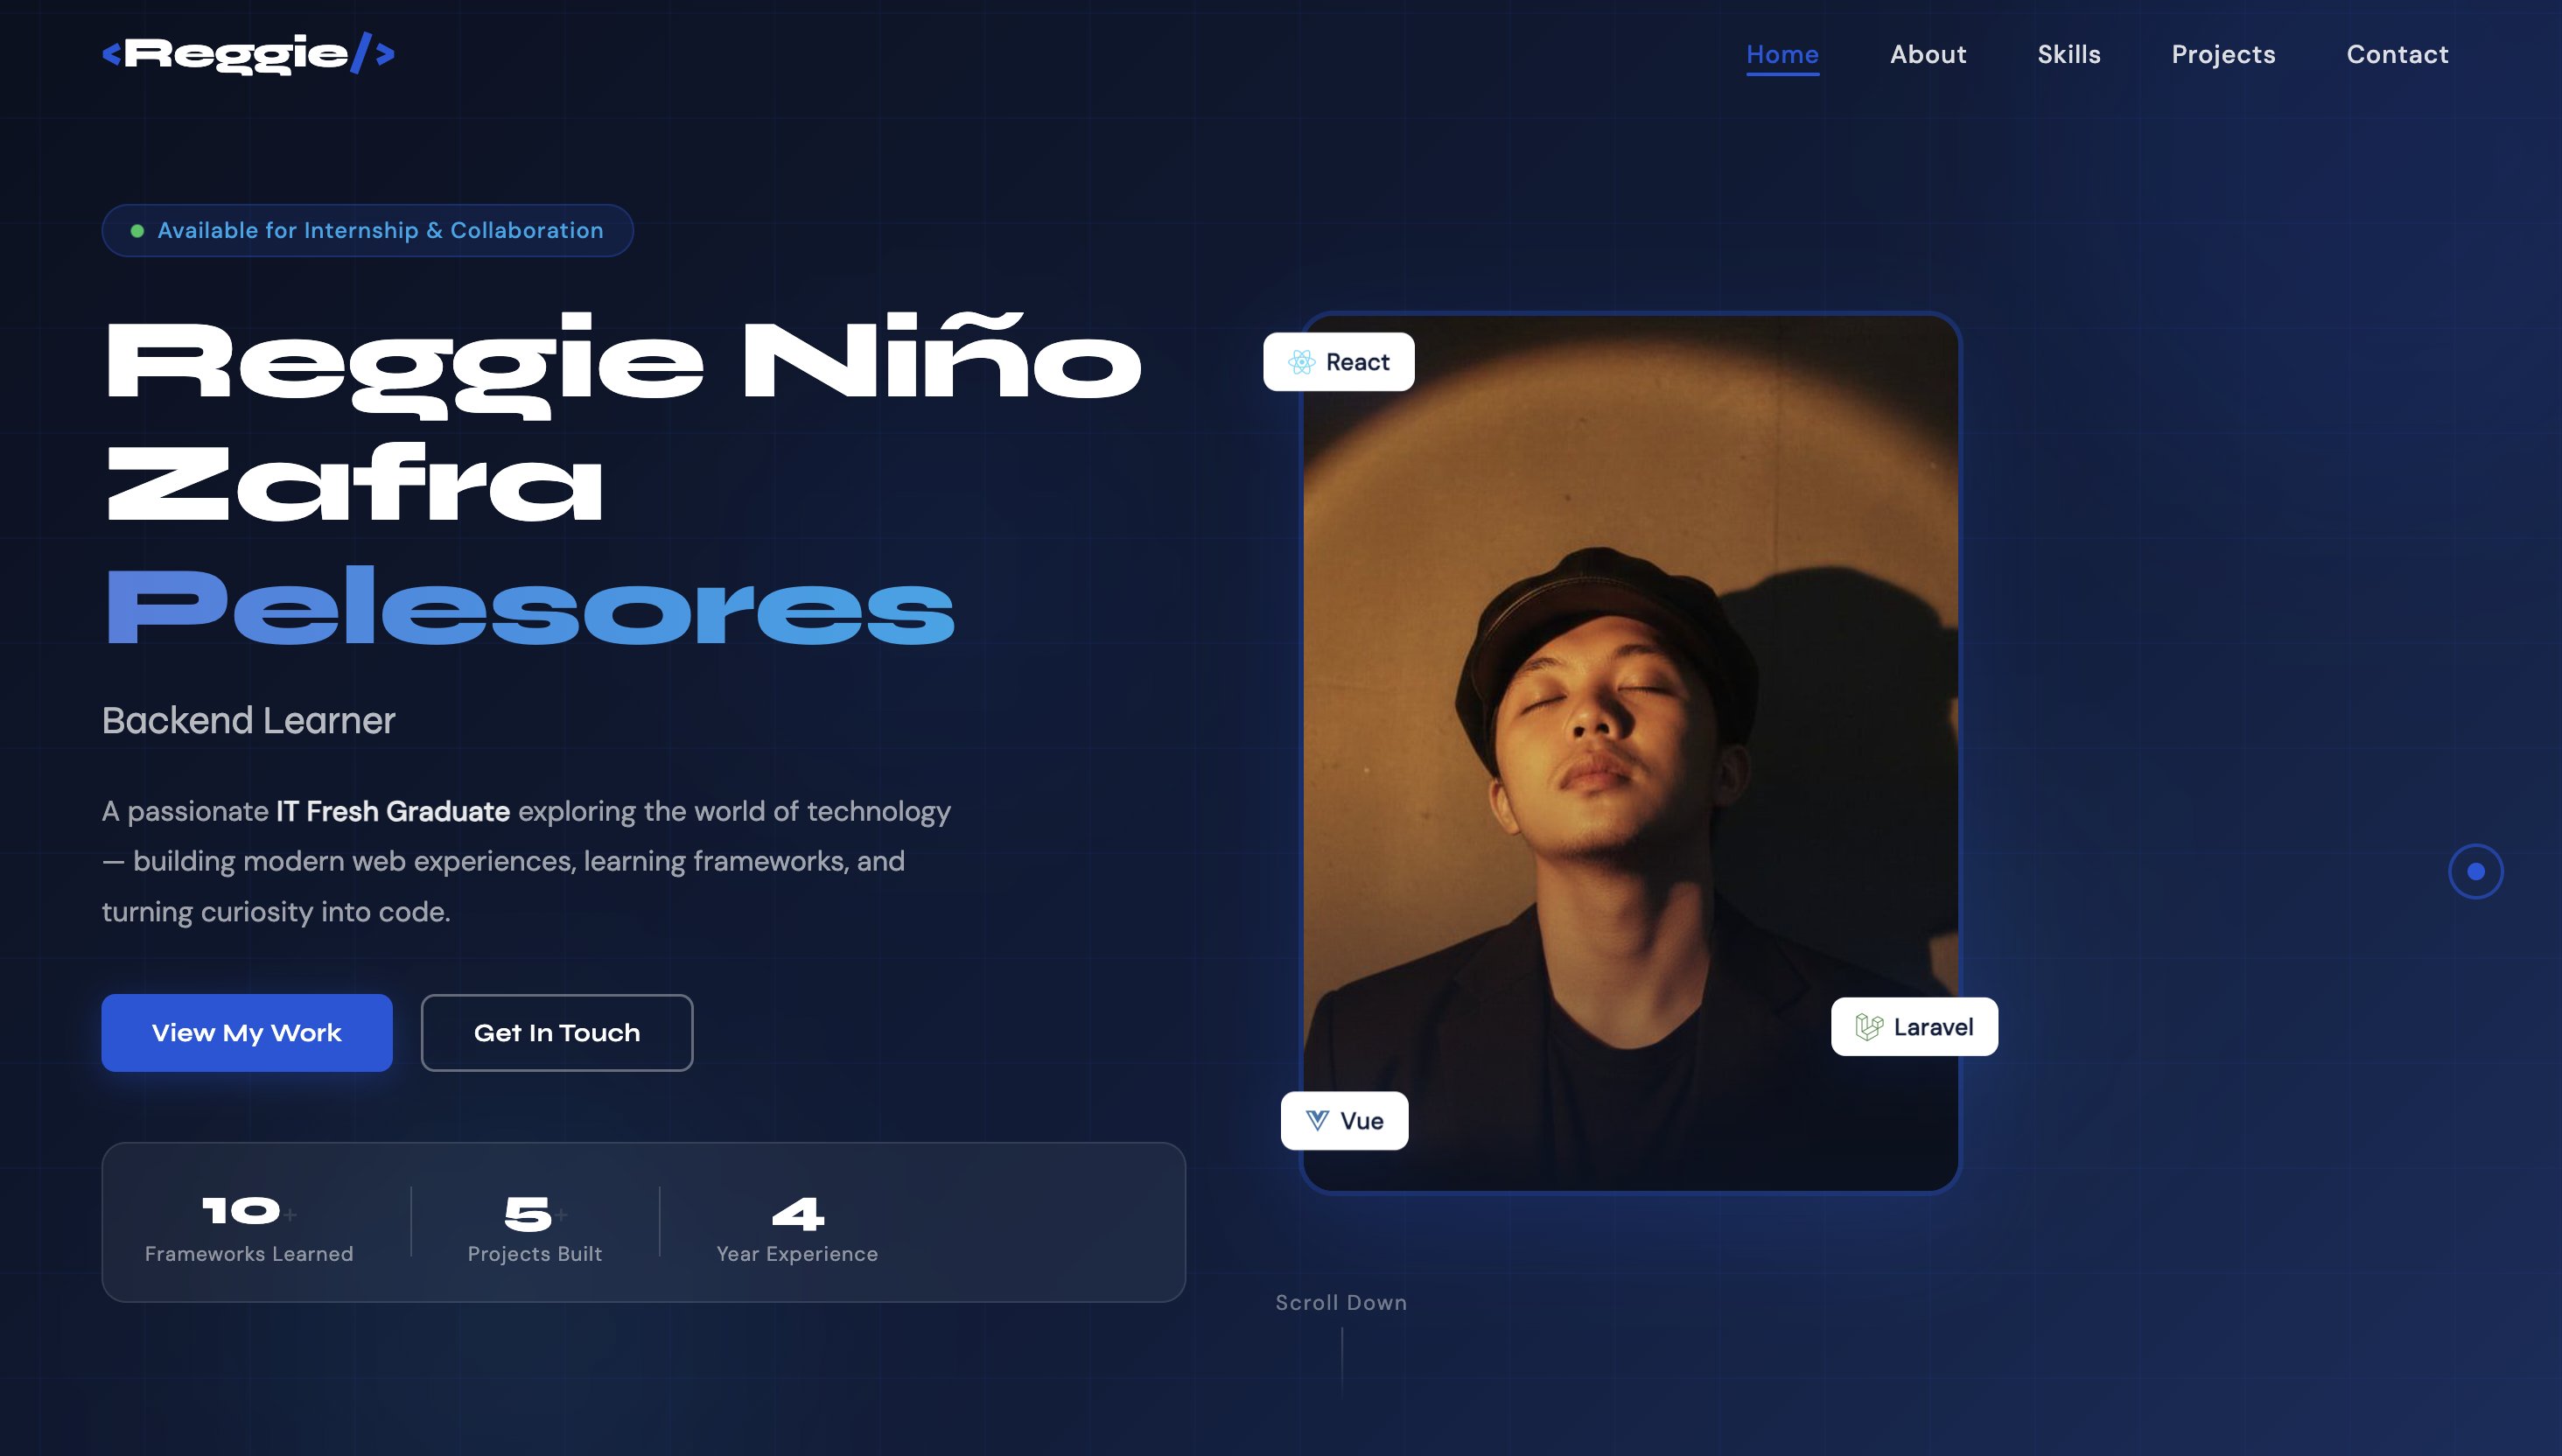 <Reggie/>
Home About Skills Projects Contact
Available for Internship & Collaboration
Reggie Niño
Zafra
Pelesores
Backend Learner
A passionate IT Fresh Graduate exploring the world of technology
— building modern web experiences, learning frameworks, and
turning curiosity into code.
View My Work
Get In Touch
10+
Frameworks Learned
5+
Projects Built
4
Year Experience
React
Laravel
Vue
Scroll Down